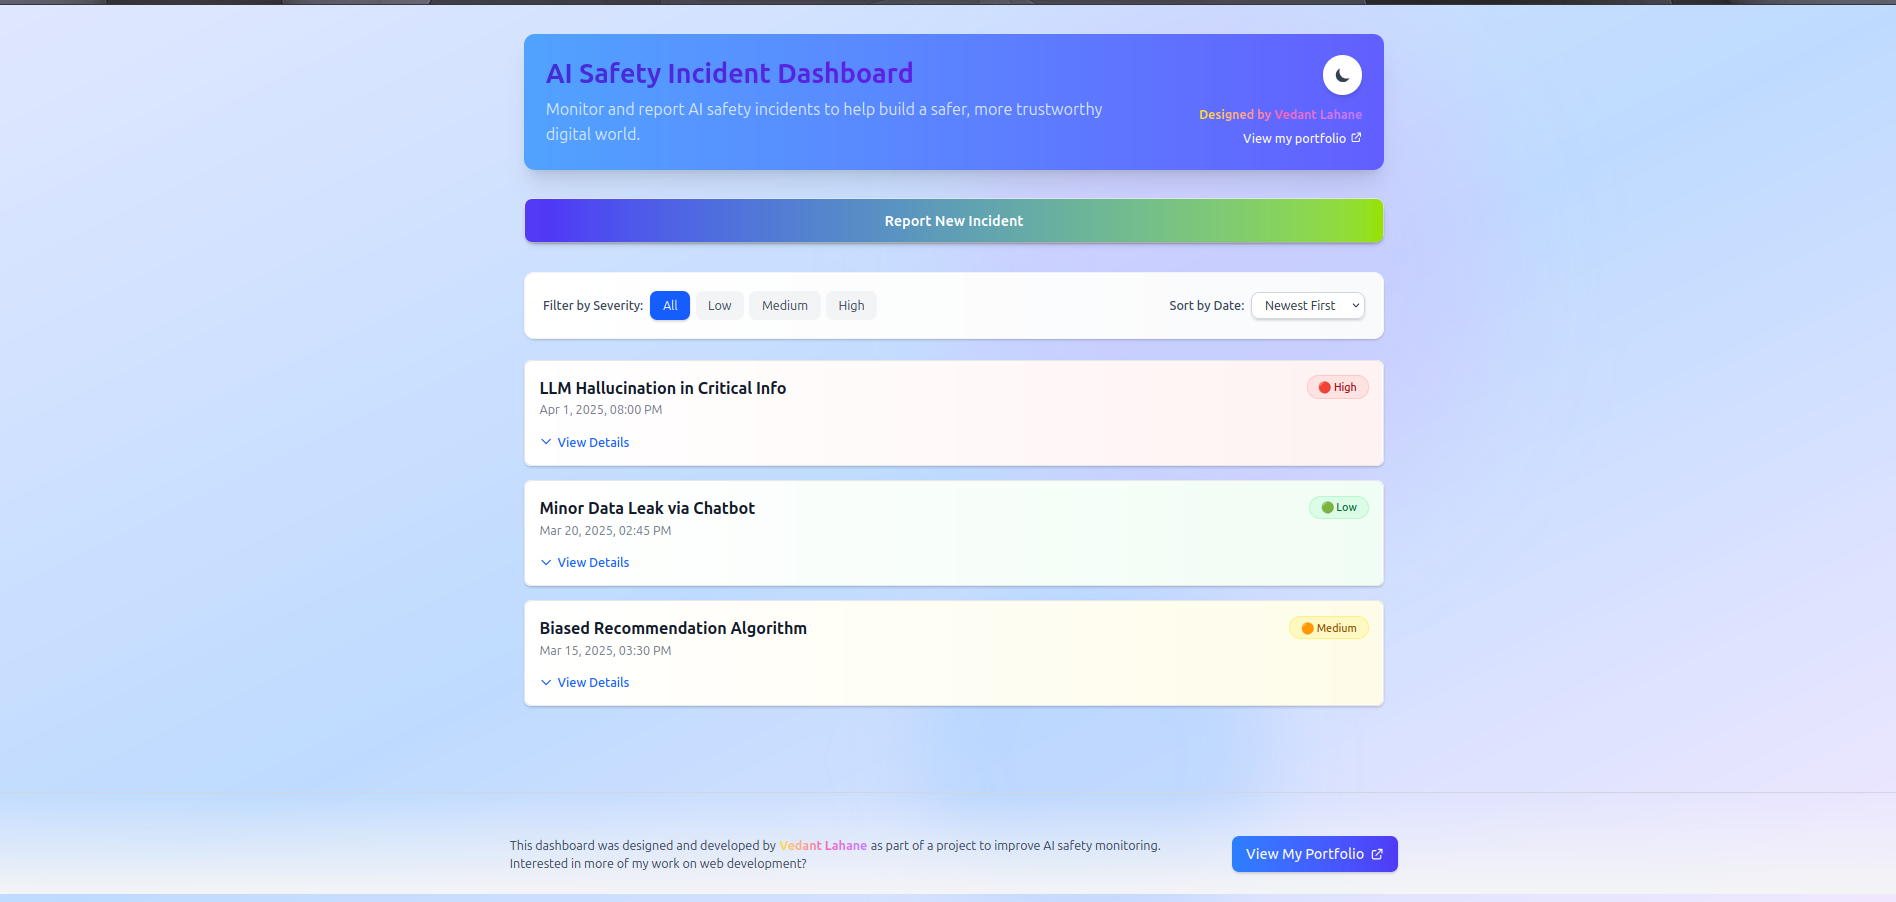 AI Safety Incident Dashboard
Monitor and report AI safety incidents to help build a safer, more trustworthy
digital world.
Designed by Vedant Lahane
View my portfolio
Report New Incident
Filter by Severity: All Low Medium High Sort by Date: Newest First
LLM Hallucination in Critical Info High
Apr 1, 2025, 08:00 PM
View Details
Minor Data Leak via Chatbot Low
Mar 20, 2025, 02:45 PM
View Details
Biased Recommendation Algorithm Medium
Mar 15, 2025, 03:30 PM
View Details
This dashboard was designed and developed by Vedant Lahane as part of a project to improve AI safety monitoring.
Interested in more of my work on web development?
View My Portfolio